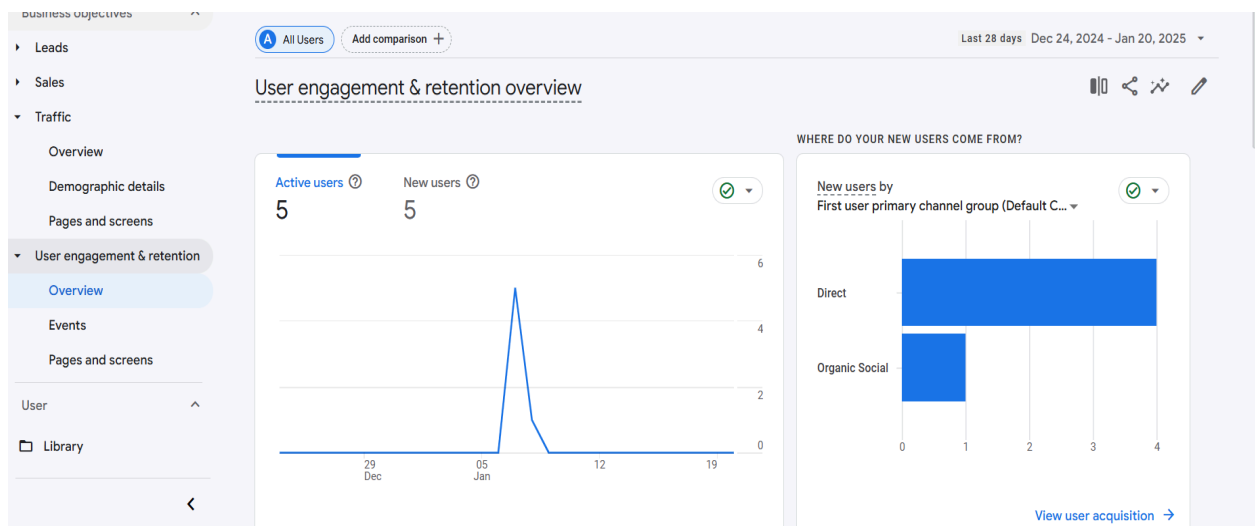 Business objectives
Leads
Sales
Traffic
Overview
Demographic details
Pages and screens
User engagement & retention
Overview
Events
Pages and screens
User
Library
A All Users
Add comparison +
Last 28 days Dec 24, 2024 - Jan 20, 2025
User engagement & retention overview
Active users
5
New users
5
6
4
2
0
29
Dec
05
Jan
12
19
WHERE DO YOUR NEW USERS COME FROM?
New users by
First user primary channel group (Default C...
Direct
Organic Social
0 1 2 3 4
View user acquisition